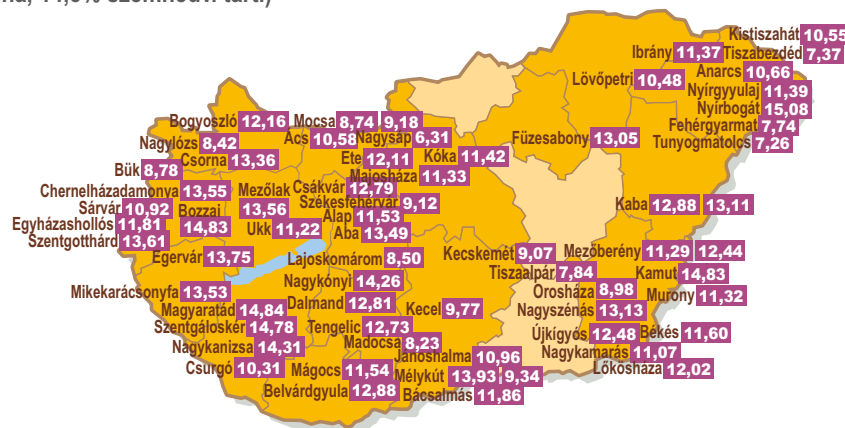 Kistiszahát 10,55
Ibrány 11,37 Tiszabezdéd 7,37
Lövőpetri 10,48 Anarcs 10,66
Nyírgyulaj 11,39
Nyírbogát 15,08
Bogyoszló 12,16 Mocsa 8,74 9,18 Fehérgyarmat 7,74
Nagylózs 8,42 Ács 10,58 Nagysáp 6,31 Füzesabony 13,05 Tunyogmatolcs 7,26
Csorna 13,36 Ete 12,11 Kóka 11,42
Bük 8,78 Majosháza 11,33
Chernelházadamonya 13,55 Mezőlak 13,56 Csákvár 12,79
Sárvár 10,92 Bozzai 14,83 Székesfehérvár 9,12 Kaba 12,88 13,11
Egyházashollós 11,81 Alap 11,53
Szentgotthárd 13,61 Ukk 11,22 Aba 13,49
Egervár 13,75 Lajoskomárom 8,50 Kecskemét 9,07 Mezőberény 11,29 12,44
Nagykónyi 14,26 Tiszaalpár 7,84 Kamut 14,83
Mikekarácsonyfa 13,53 Orosháza 8,98 Murony 11,32
Magyaratád 14,84 Dalmand 12,81 Kecel 9,77 Nagyszénás 13,13
Szentgáloskér 14,78 Tengelic 12,73 Újkígyós 12,48 Békés 11,60
Nagykanizsa 14,31 Madocsa 8,23 Nagykamarás 11,07
Csurgó 10,31 Mágocs 11,54 Jánoshalma 10,96 Lőkösháza 12,02
Mélykút 13,93 9,34
Belvárdgyula 12,88 Bácsalmás 11,86